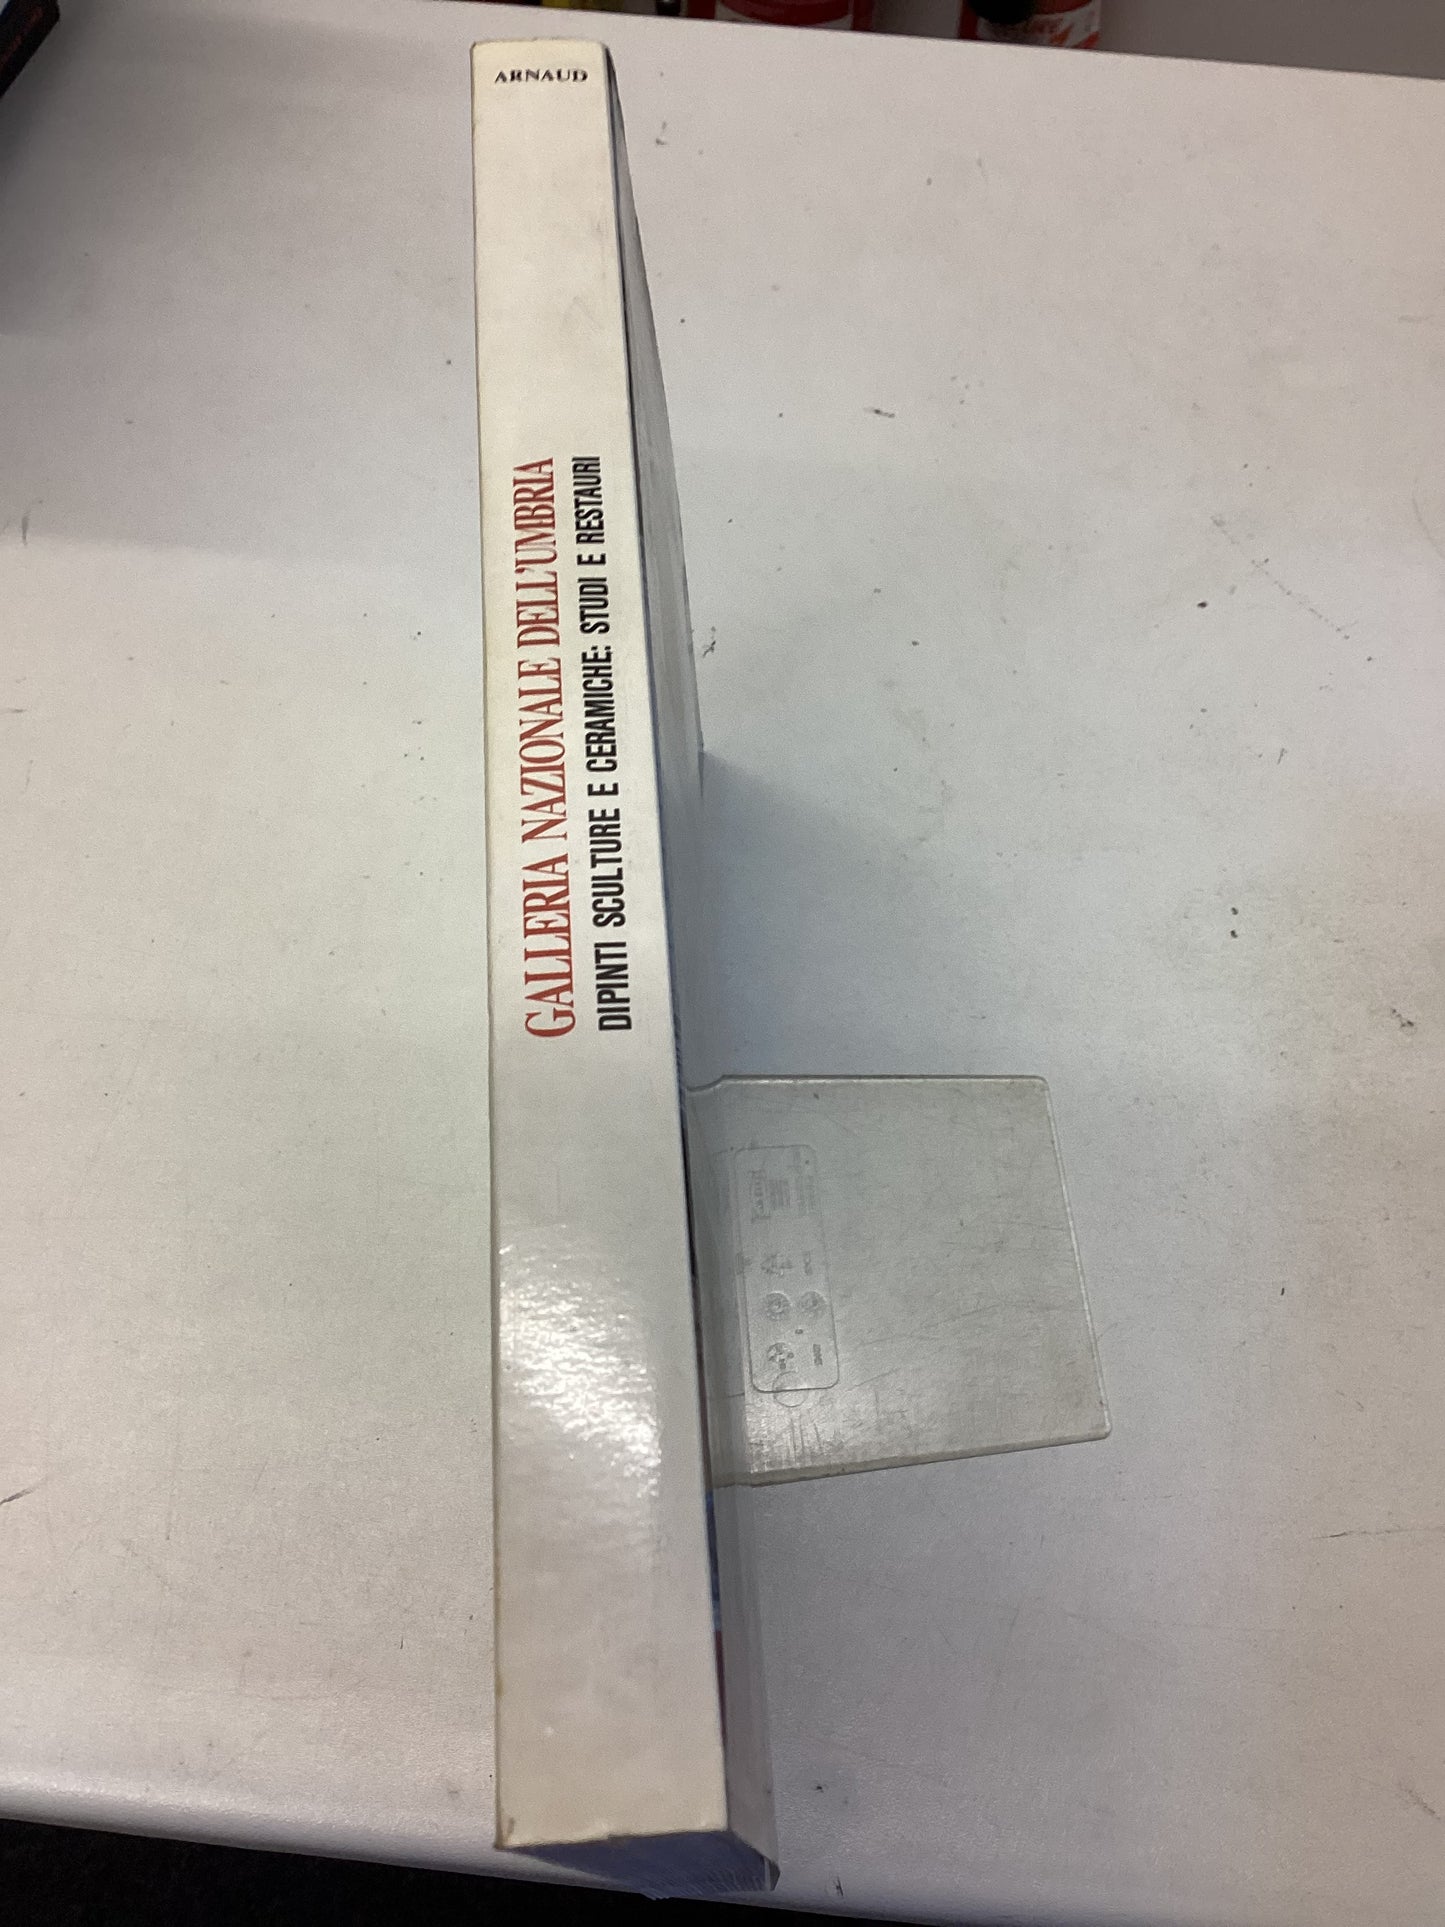 ARNAUD
GALLERIA NAZIONALE DELL'UMBRIA
DIPINTI SCULTURE E CERAMICHE: STUDI E RESTAURI